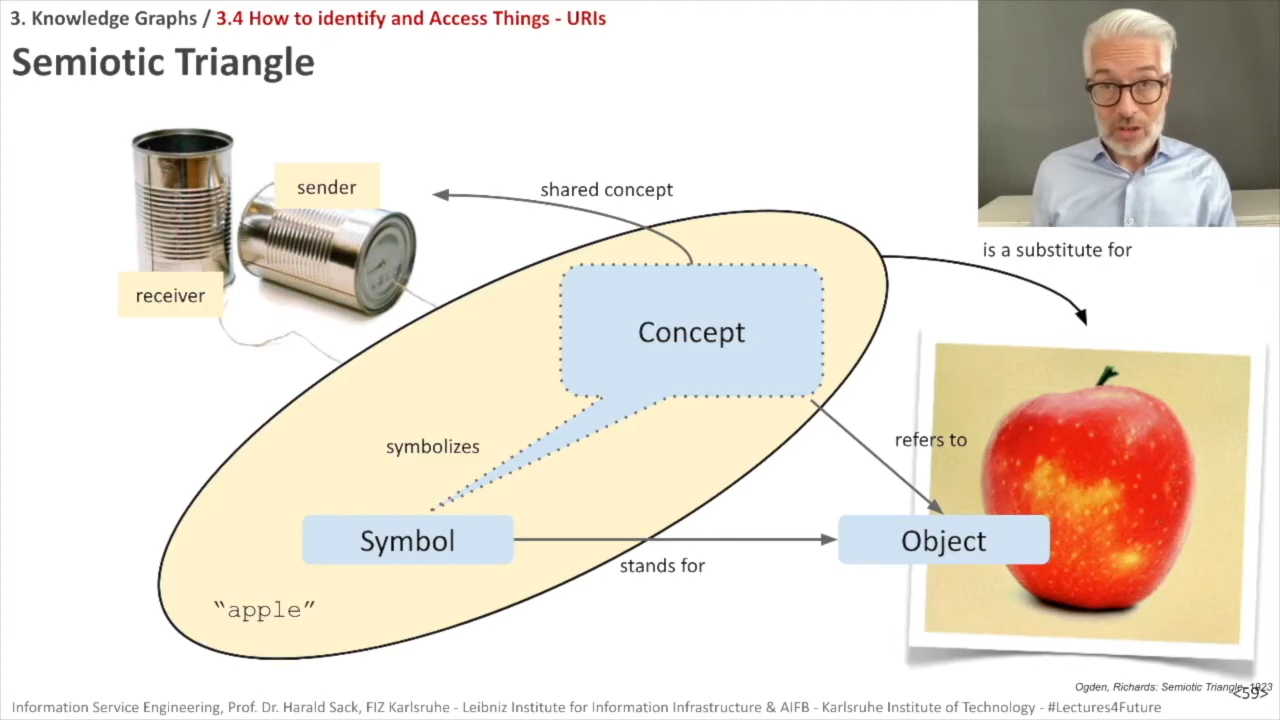 3. Knowledge Graphs / 3.4 How to identify and Access Things - URIs
Semiotic Triangle
sender
shared concept
is a substitute for
receiver
Concept
symbolizes
refers to
Symbol
Object
stands for
“apple”
Ogden, Richards: Semiotic Triangle, 1923
<59>
Information Service Engineering, Prof. Dr. Harald Sack, FIZ Karlsruhe - Leibniz Institute for Information Infrastructure & AIFB - Karlsruhe Institute of Technology - #Lectures4Future